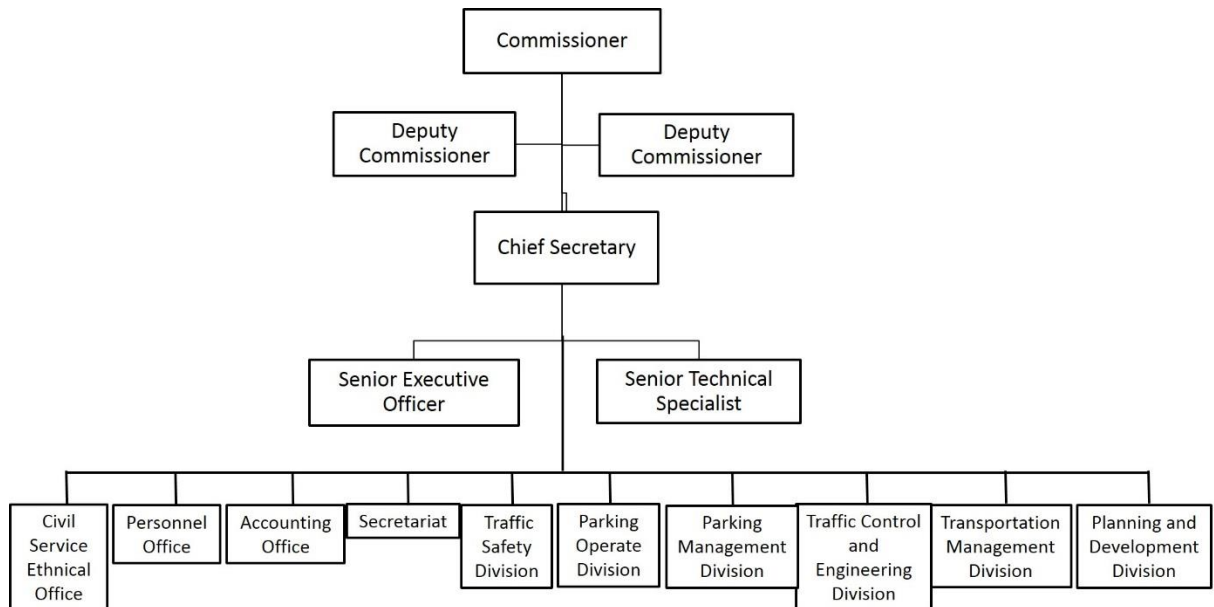 Commissioner
Deputy
Commissioner
Deputy
Commissioner
Chief Secretary
Senior Executive
Officer
Senior Technical
Specialist
Civil
Service
Ethnical
Office
Personnel
Office
Accounting
Office
Secretariat
Traffic
Safety
Division
Parking
Operate
Division
Parking
Management
Division
Traffic Control
and
Engineering
Division
Transportation
Management
Division
Planning and
Development
Division